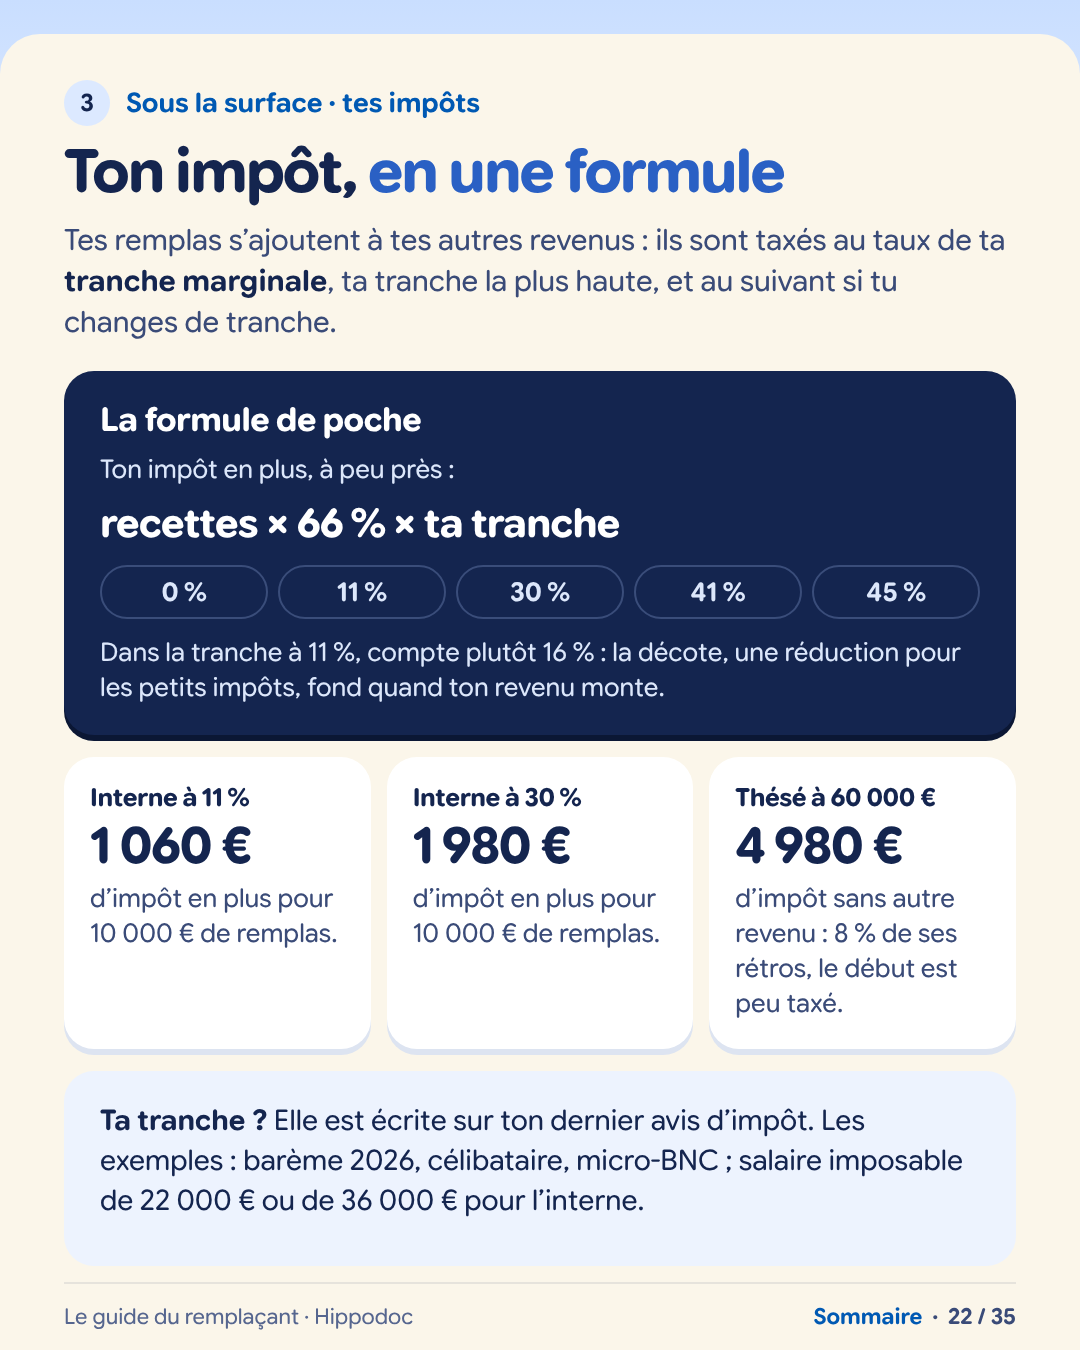 3
Sous la surface · tes impôts
Ton impôt, en une formule
Tes remplas s’ajoutent à tes autres revenus : ils sont taxés au taux de ta
tranche marginale, ta tranche la plus haute, et au suivant si tu
changes de tranche.
La formule de poche
Ton impôt en plus, à peu près :
recettes × 66 % × ta tranche
0 %
11 %
30 %
41 %
45 %
Dans la tranche à 11 %, compte plutôt 16 % : la décote, une réduction pour
les petits impôts, fond quand ton revenu monte.
Interne à 11 %
1 060 €
d’impôt en plus pour
10 000 € de remplas.
Interne à 30 %
1 980 €
d’impôt en plus pour
10 000 € de remplas.
Thésé à 60 000 €
4 980 €
d’impôt sans autre
revenu : 8 % de ses
rétros, le début est
peu taxé.
Ta tranche ? Elle est écrite sur ton dernier avis d’impôt. Les
exemples : barème 2026, célibataire, micro-BNC ; salaire imposable
de 22 000 € ou de 36 000 € pour l’interne.
Le guide du remplaçant · Hippodoc
Sommaire · 22 / 35